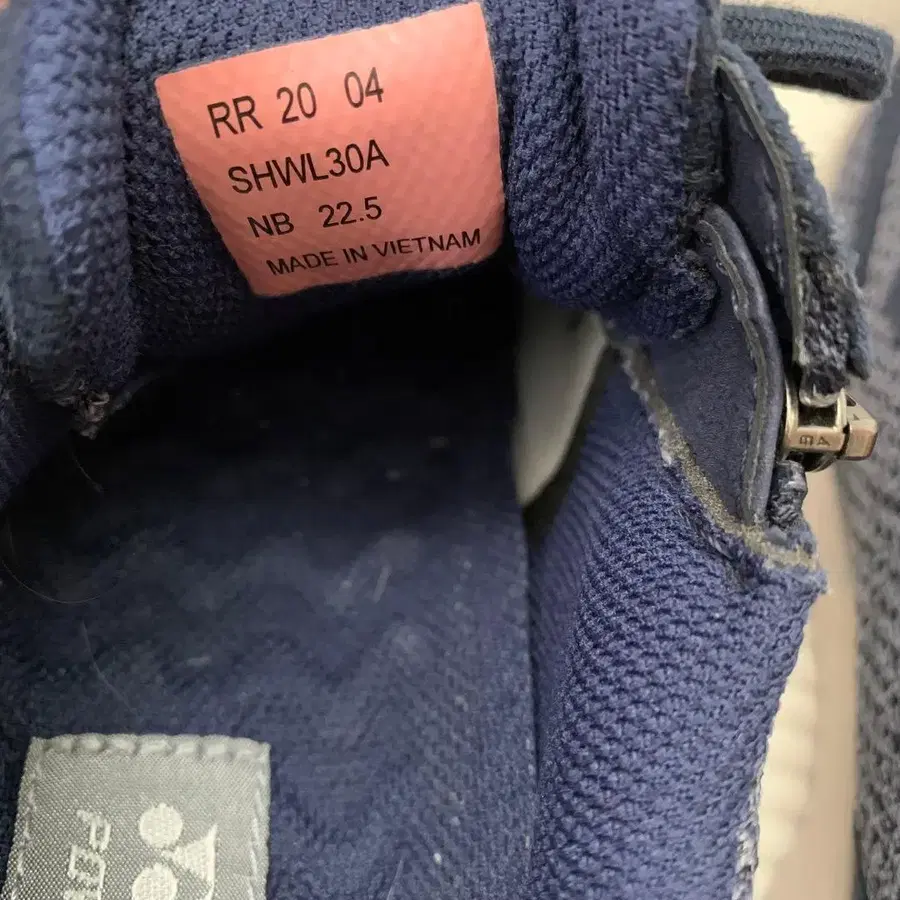 RR 20 04
SHWL30A
NB 22.5
MADE IN VIETNAM